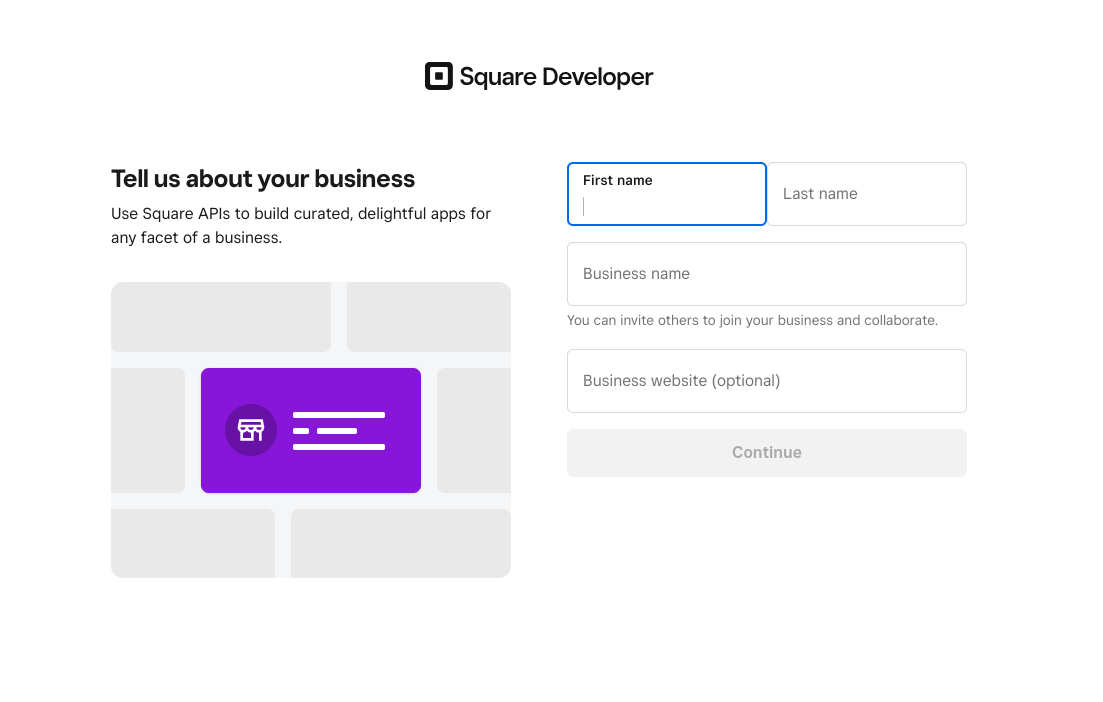 Square Developer
Tell us about your business
Use Square APIs to build curated, delightful apps for
any facet of a business.
First name
Last name
Business name
You can invite others to join your business and collaborate.
Business website (optional)
Continue